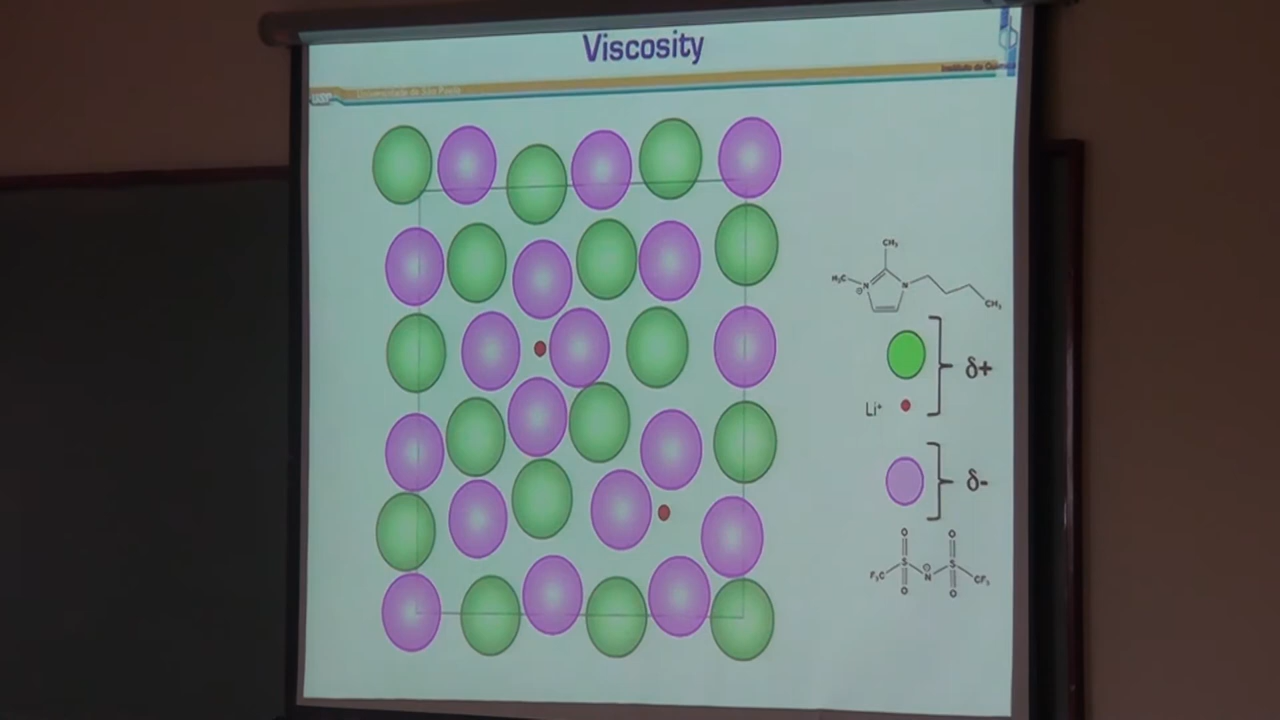 Viscosity
USP Universidade de São Paulo
Instituto de Química
CH₃
H₃C
N
N
⊕
CH₃
δ+
Li⁺
δ-
O O
⊖
F₃C S N S CF₃
O O